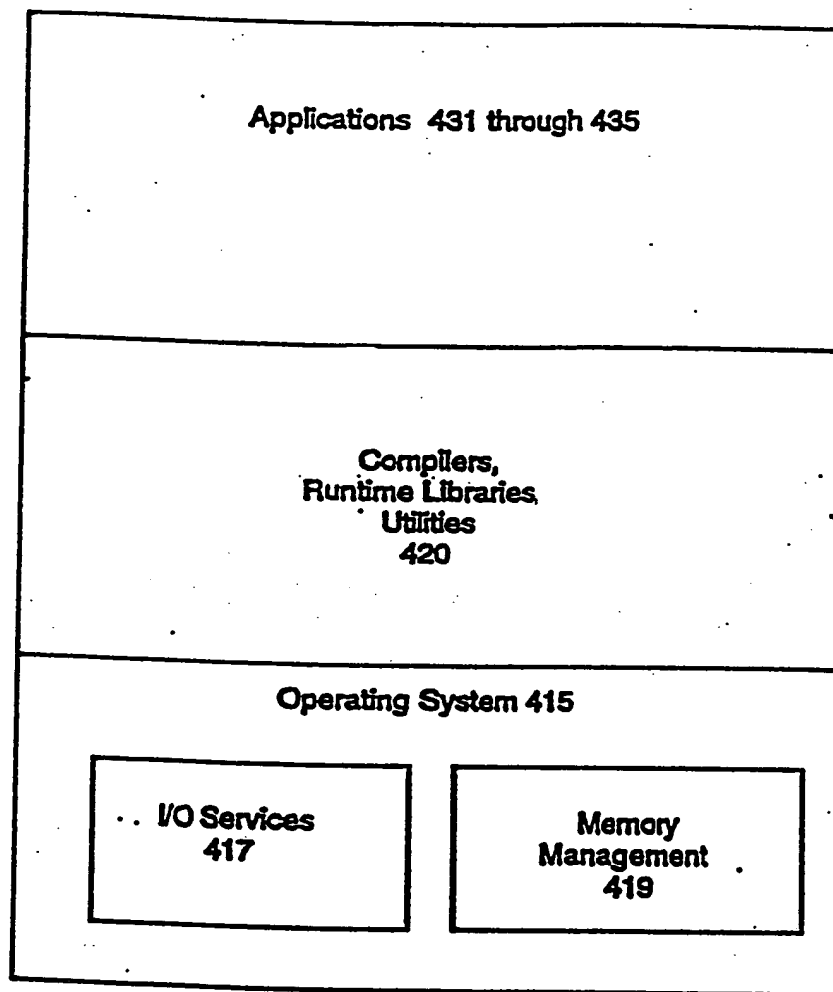 Applications 431 through 435
Compilers,
Runtime Libraries,
Utilities
420
Operating System 415
I/O Services
417
Memory
Management
419